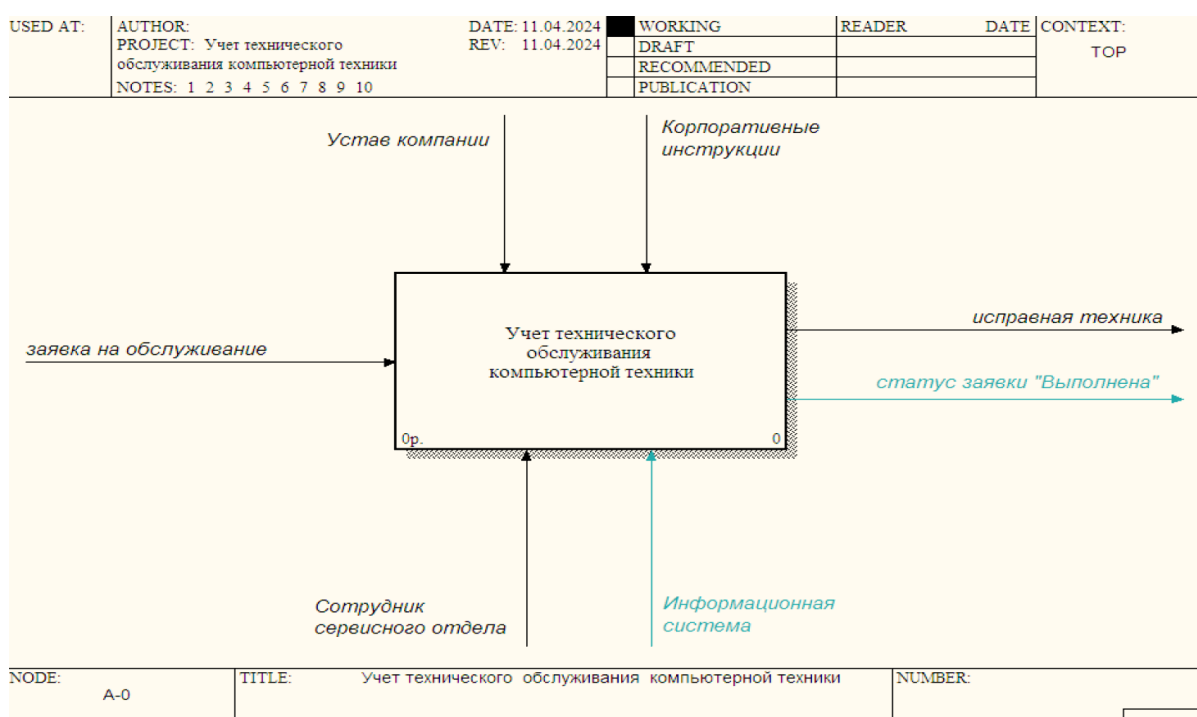 USED AT:
AUTHOR:
DATE: 11.04.2024
WORKING
READER
DATE
CONTEXT:
PROJECT: Учет технического
REV: 11.04.2024
DRAFT
TOP
обслуживания компьютерной техники
RECOMMENDED
NOTES: 1 2 3 4 5 6 7 8 9 10
PUBLICATION
Устав компании
Корпоративные
инструкции
заявка на обслуживание
Учет технического
обслуживания
компьютерной техники
0р.
0
исправная техника
статус заявки "Выполнена"
Сотрудник
сервисного отдела
Информационная
система
NODE:
A-0
TITLE:
Учет технического обслуживания компьютерной техники
NUMBER: